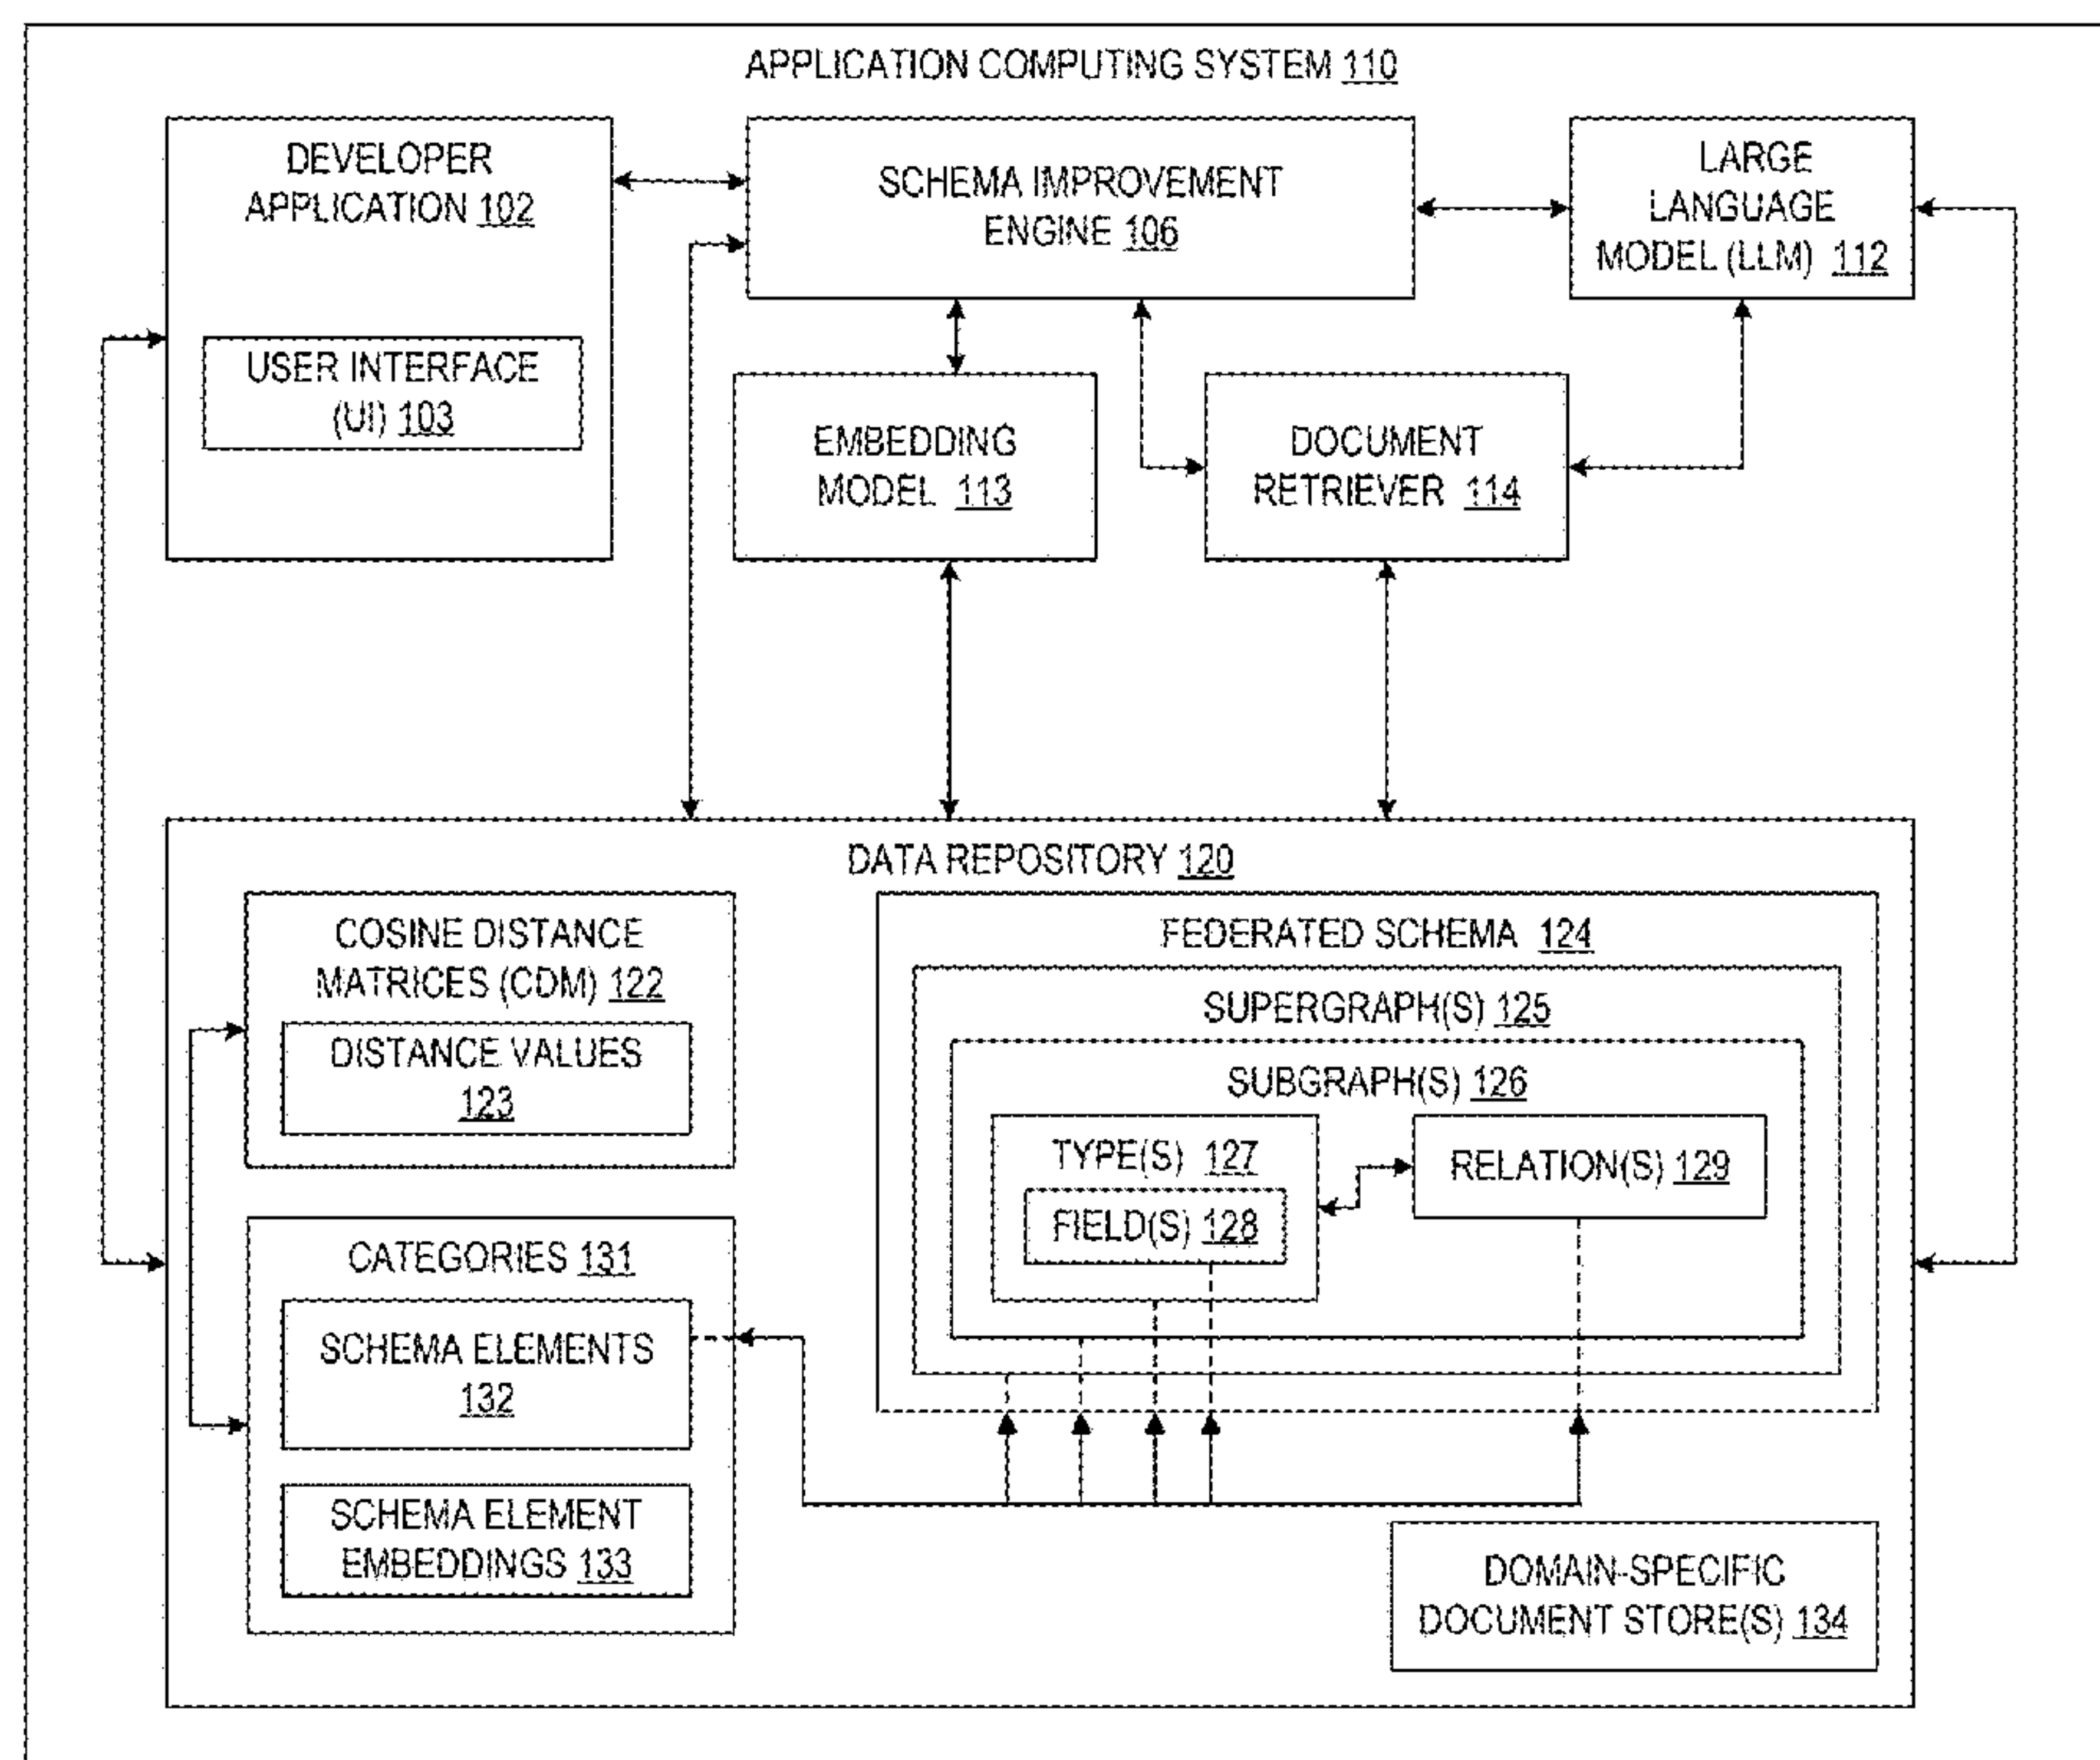 APPLICATION COMPUTING SYSTEM 110
DEVELOPER
APPLICATION 102
USER INTERFACE
(UI) 103
SCHEMA IMPROVEMENT
ENGINE 106
LARGE
LANGUAGE
MODEL (LLM) 112
EMBEDDING
MODEL 113
DOCUMENT
RETRIEVER 114
DATA REPOSITORY 120
COSINE DISTANCE
MATRICES (CDM) 122
DISTANCE VALUES
123
CATEGORIES 131
SCHEMA ELEMENTS
132
SCHEMA ELEMENT
EMBEDDINGS 133
FEDERATED SCHEMA 124
SUPERGRAPH(S) 125
SUBGRAPH(S) 126
TYPE(S) 127
FIELD(S) 128
RELATION(S) 129
DOMAIN-SPECIFIC
DOCUMENT STORE(S) 134